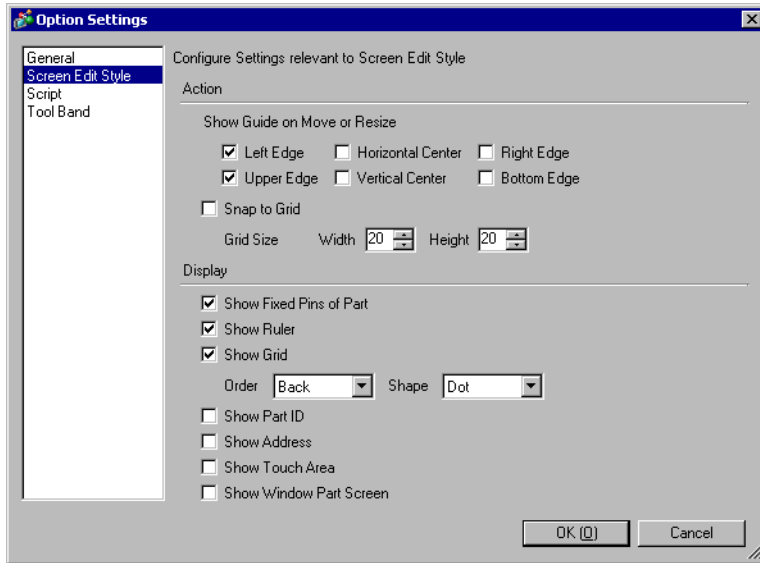 Option Settings
General
Screen Edit Style
Script
Tool Band
Configure Settings relevant to Screen Edit Style
Action
Show Guide on Move or Resize
Left Edge Horizontal Center Right Edge
Upper Edge Vertical Center Bottom Edge
Snap to Grid
Grid Size Width 20 Height 20
Display
Show Fixed Pins of Part
Show Ruler
Show Grid
Order Back Shape Dot
Show Part ID
Show Address
Show Touch Area
Show Window Part Screen
OK (O) Cancel